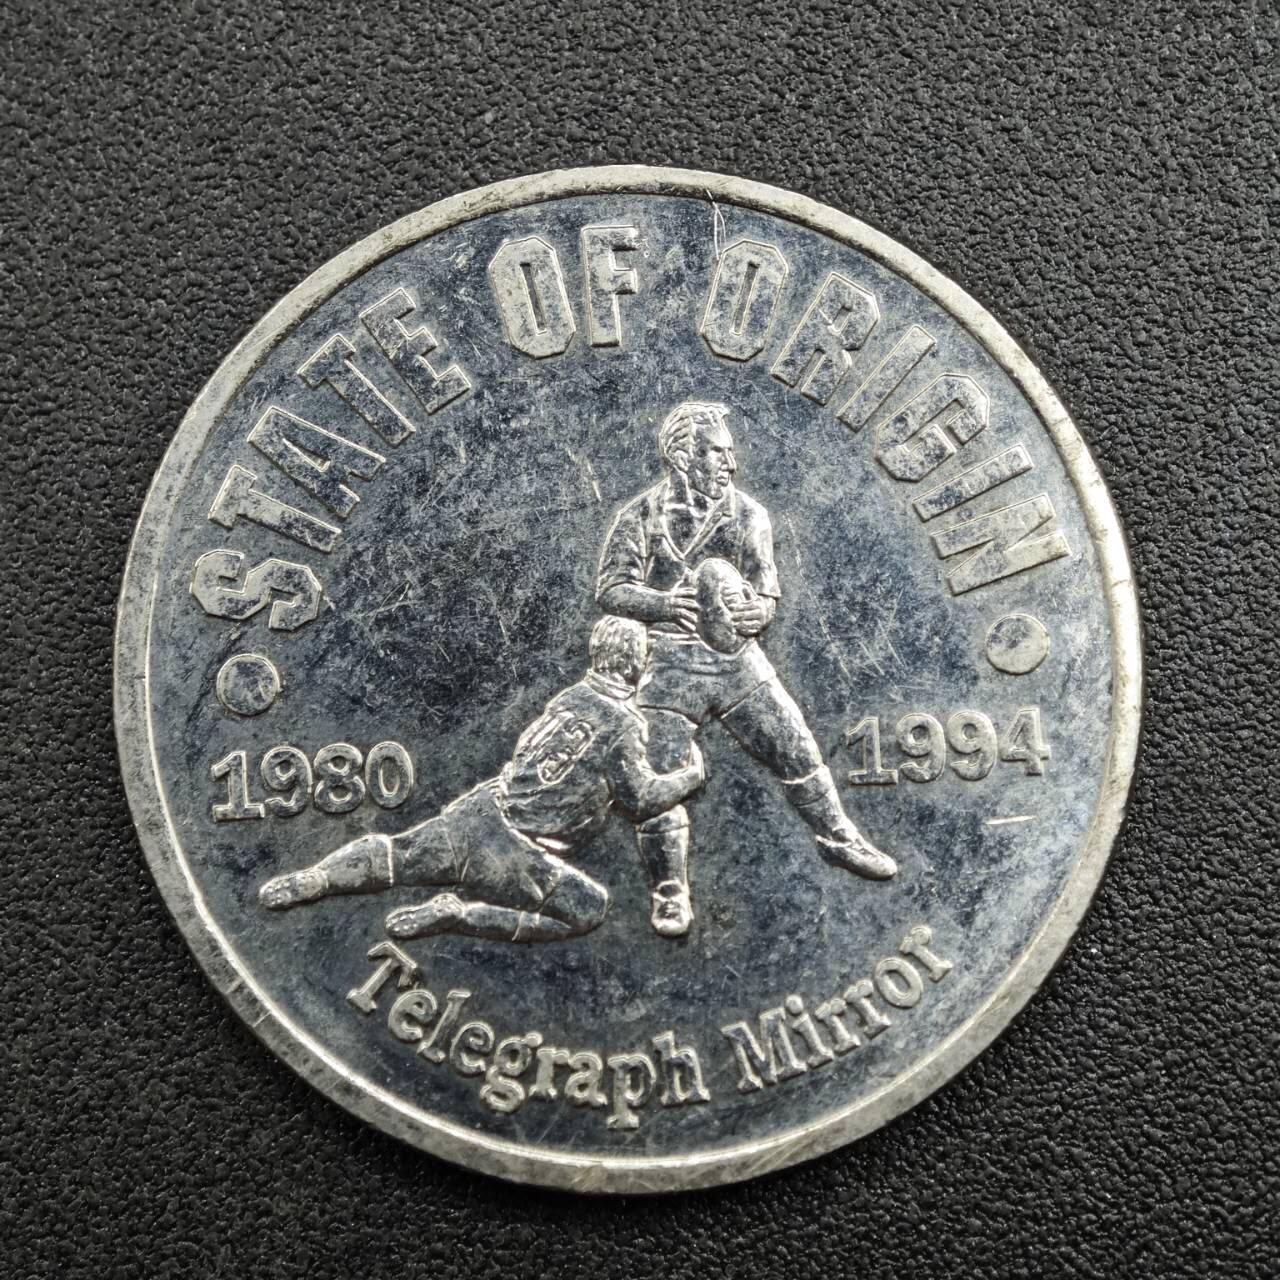 STATE OF ORIGIN
1980
1994
Telegraph Mirror